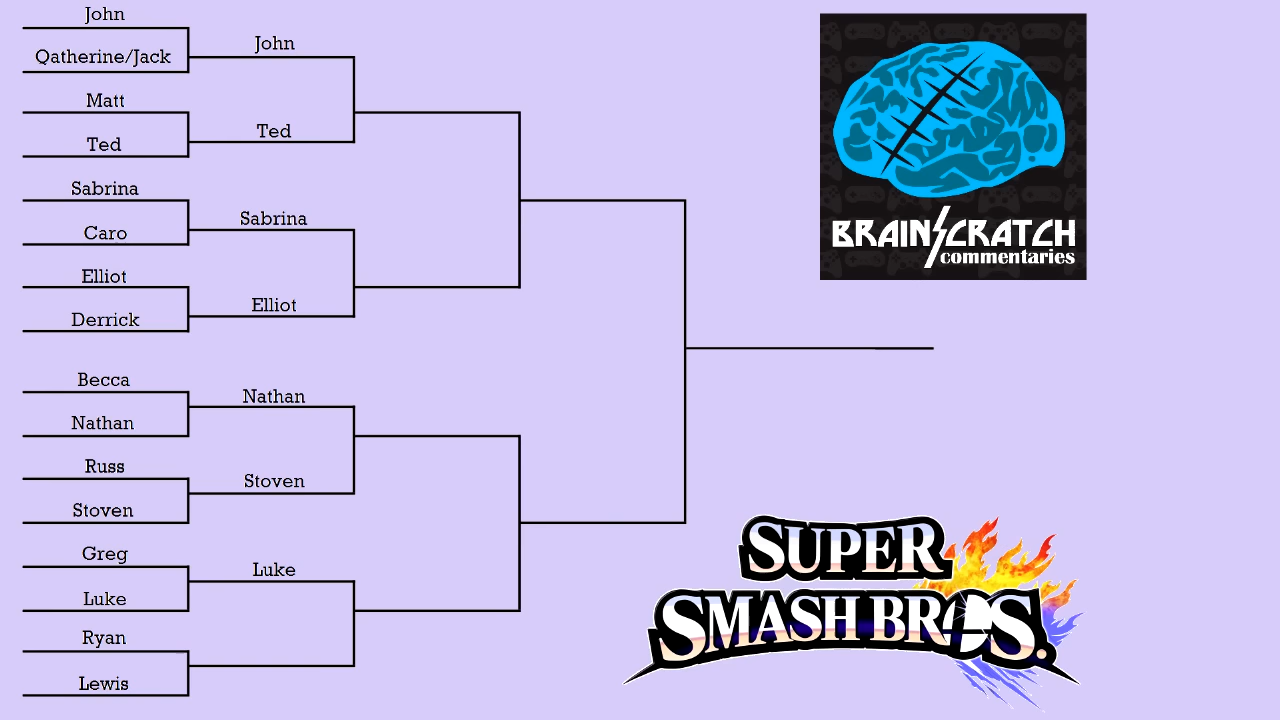 John
Qatherine/Jack
John
Matt
Ted
Ted
Sabrina
Caro
Sabrina
Elliot
Derrick
Elliot
Becca
Nathan
Nathan
Russ
Stoven
Stoven
Greg
Luke
Luke
Ryan
Lewis
BRAINSCRATCH
commentaries
SUPER
SMASH BROS.